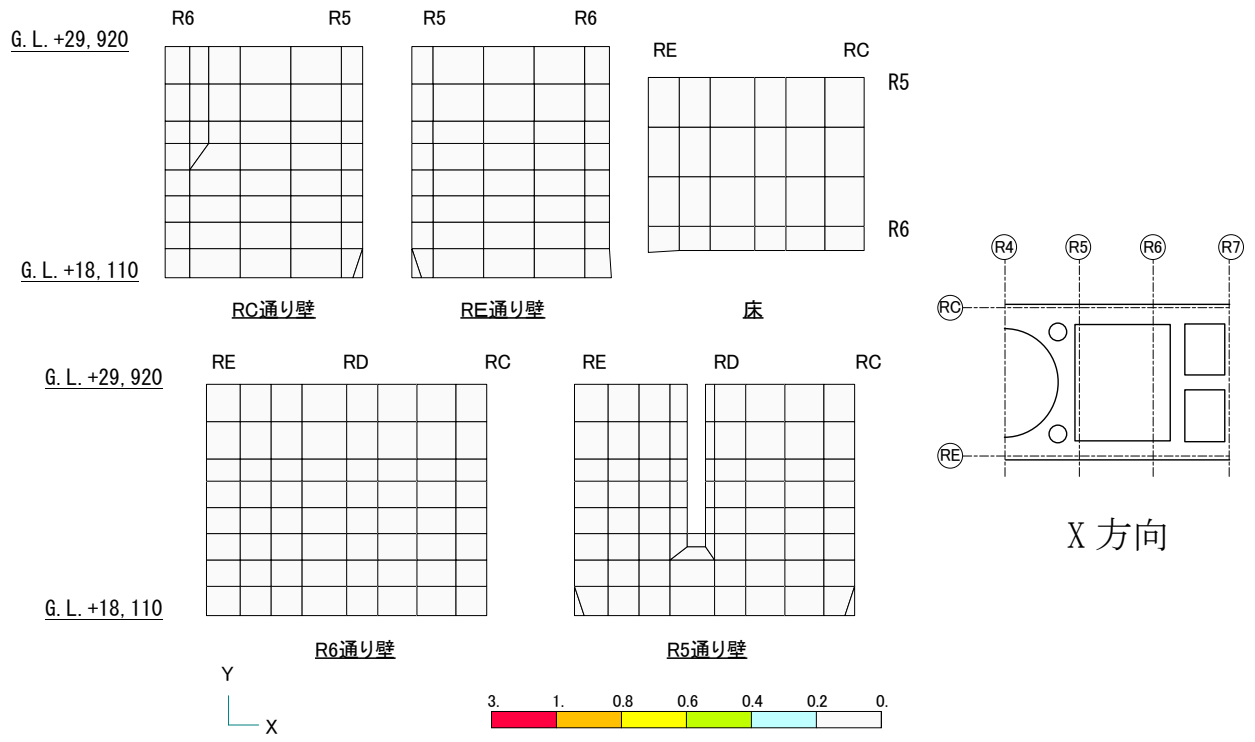 R6 R5 R5 R6
G.L.+29,920
RE RC
R5
R6
G.L.+18,110
RC通り壁 RE通り壁 床
R4 R5 R6 R7
RC
RE
X 方向
RE RD RC RE RD RC
G.L.+29,920
G.L.+18,110
R6通り壁 R5通り壁
Y
X
3. 1. 0.8 0.6 0.4 0.2 0.